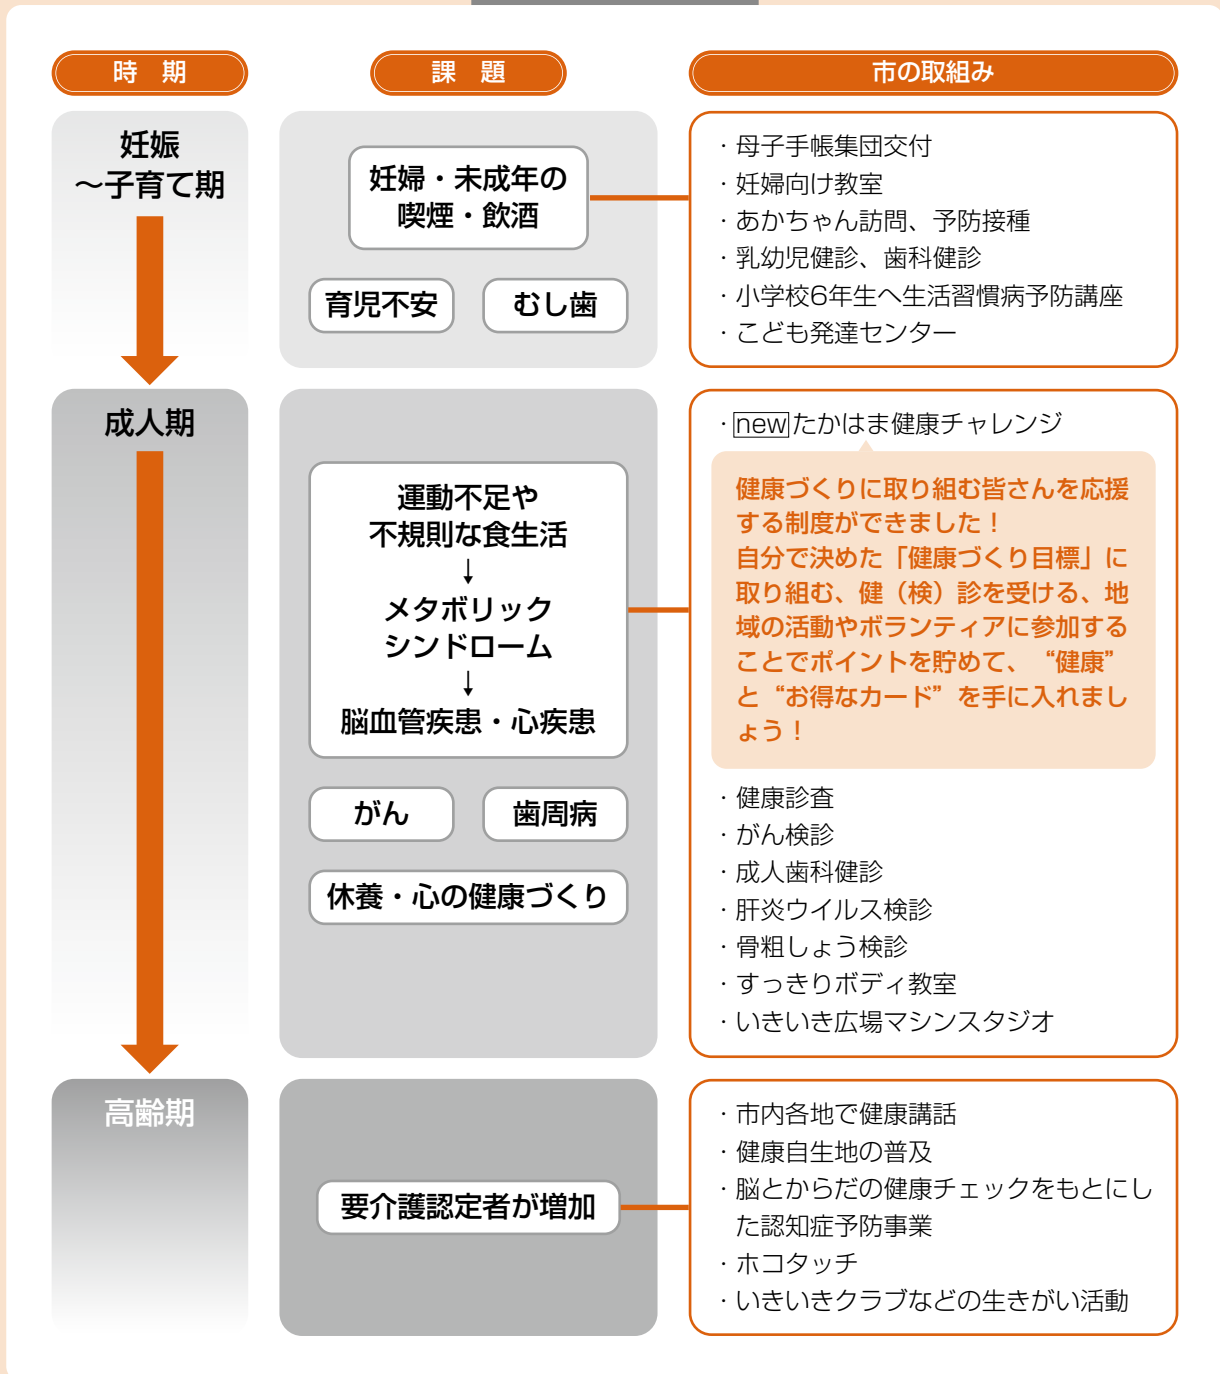 時 期
課 題
市の取組み
妊娠
～子育て期
妊婦・未成年の
喫煙・飲酒
育児不安
むし歯
・母子手帳集団交付
・妊婦向け教室
・あかちゃん訪問、予防接種
・乳幼児健診、歯科健診
・小学校6年生へ生活習慣病予防講座
・こども発達センター
成人期
運動不足や
不規則な食生活
↓
メタボリック
シンドローム
↓
脳血管疾患・心疾患
がん
歯周病
休養・心の健康づくり
・newたかはま健康チャレンジ
健康づくりに取り組む皆さんを応援
する制度ができました！
自分で決めた「健康づくり目標」に
取り組む、健（検）診を受ける、地
域の活動やボランティアに参加する
ことでポイントを貯めて、“健康”
と“お得なカード”を手に入れまし
ょう！
・健康診査
・がん検診
・成人歯科健診
・肝炎ウイルス検診
・骨粗しょう検診
・すっきりボディ教室
・いきいき広場マシンスタジオ
高齢期
要介護認定者が増加
・市内各地で健康講話
・健康自生地の普及
・脳とからだの健康チェックをもとにし
た認知症予防事業
・ホコタッチ
・いきいきクラブなどの生きがい活動